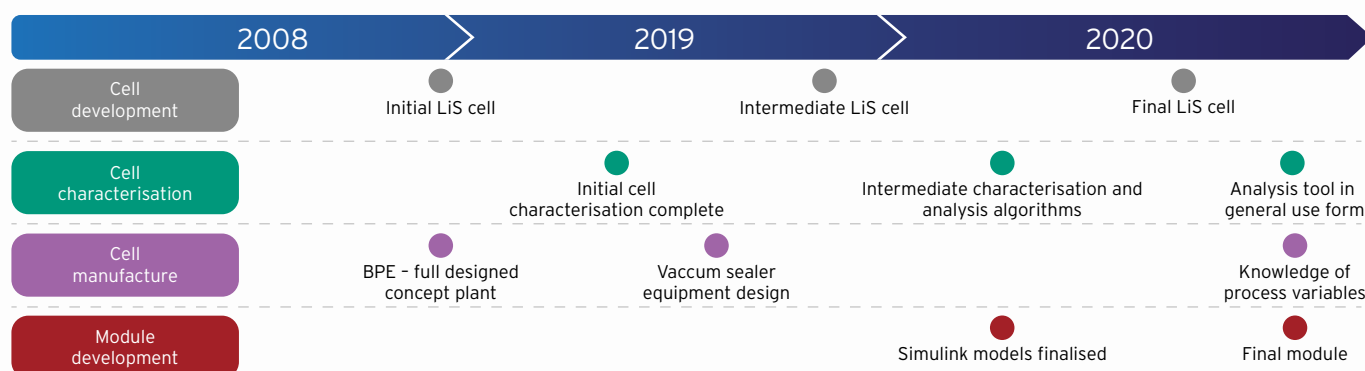 2008
2019
2020
Cell
development
Initial LiS cell
Intermediate LiS cell
Final LiS cell
Cell
characterisation
Initial cell
characterisation complete
Intermediate characterisation and
analysis algorithms
Analysis tool in
general use form
Cell
manufacture
BPE – full designed
concept plant
Vaccum sealer
equipment design
Knowledge of
process variables
Module
development
Simulink models finalised
Final module